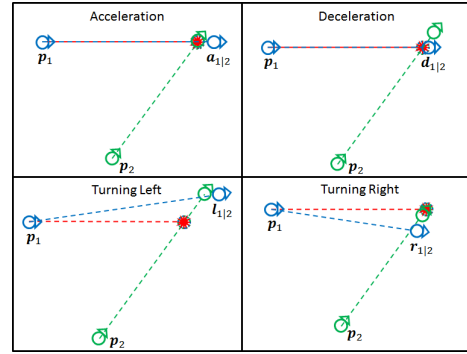 Acceleration
p1
a1|2
p2
Deceleration
p1
d1|2
p2
Turning Left
p1
l1|2
p2
Turning Right
p1
r1|2
p2